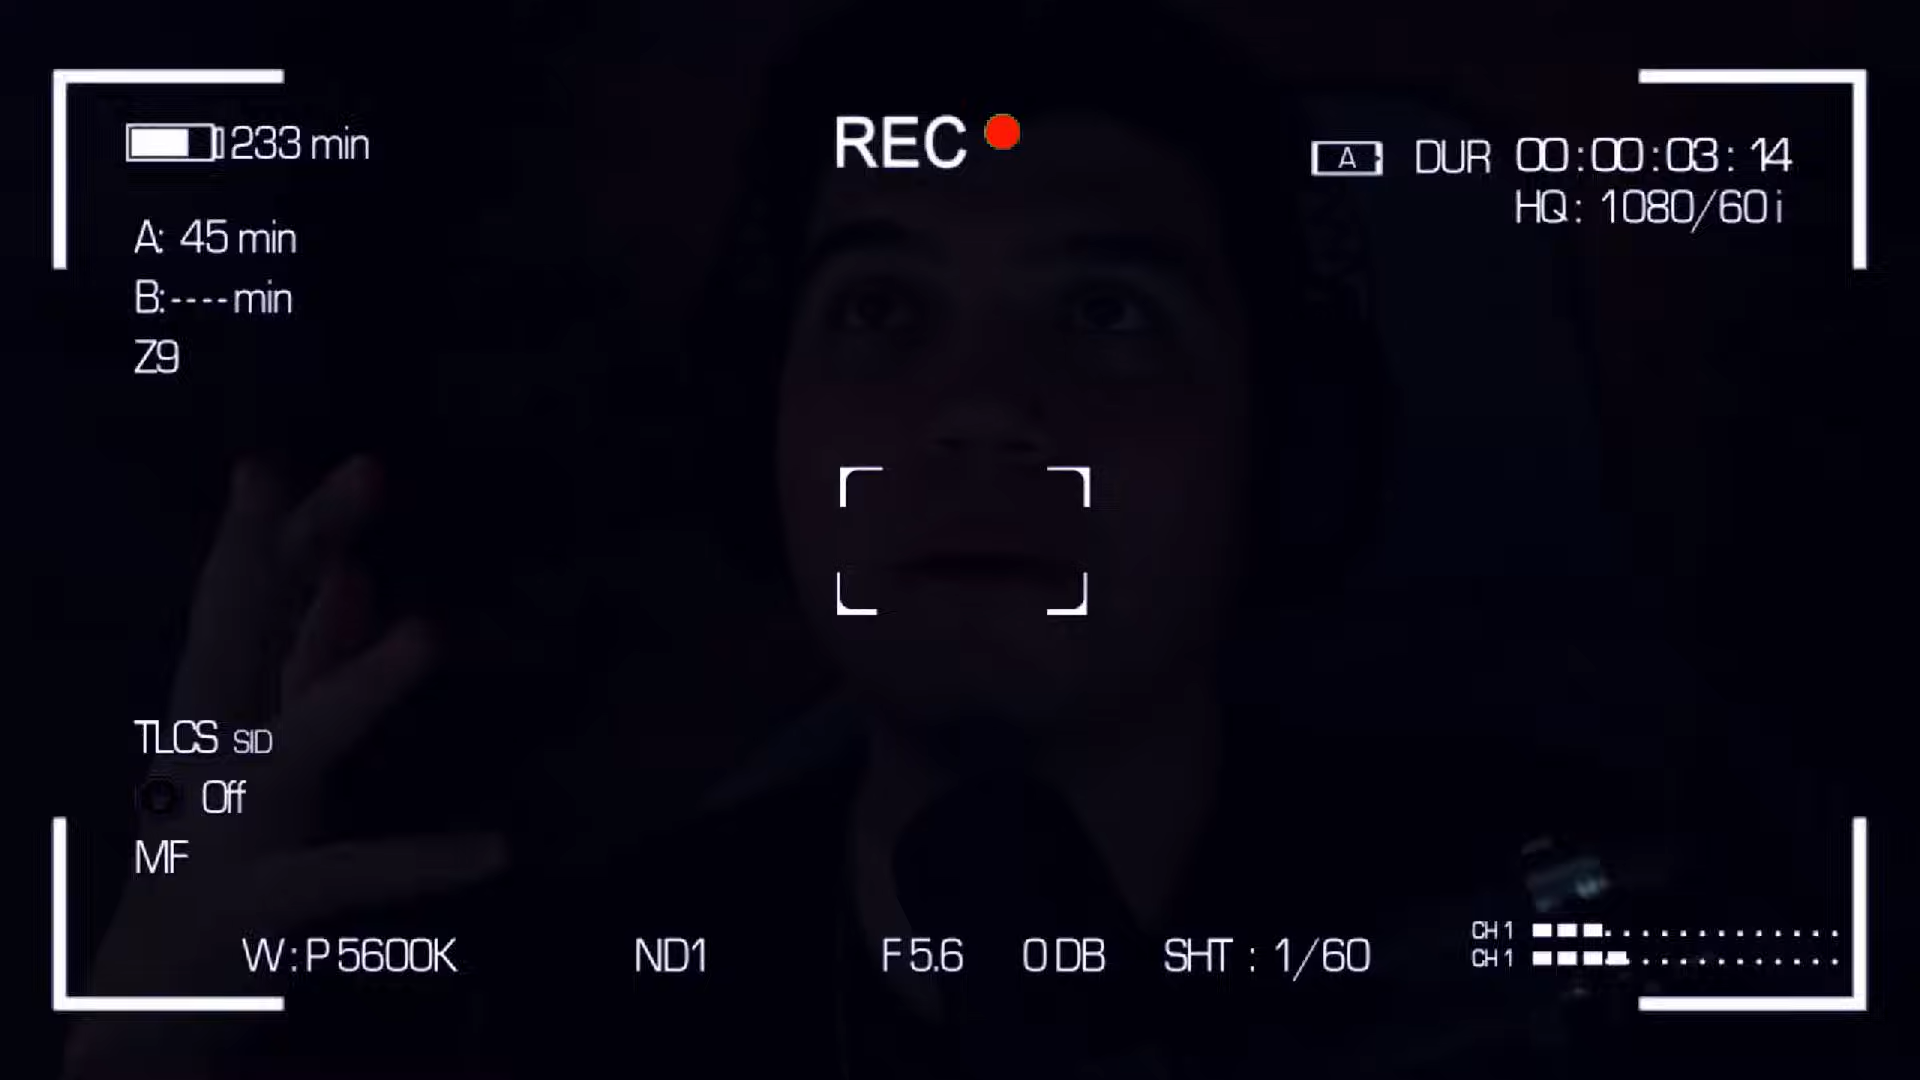 REC
233 min
A
DUR 00:00:03:14
HQ: 1080/60i
A: 45 min
B:----min
Z9
TLCS SID
Off
MF
W:P 5600K ND1 F 5.6 0 DB SHT : 1/60
CH 1
CH 1